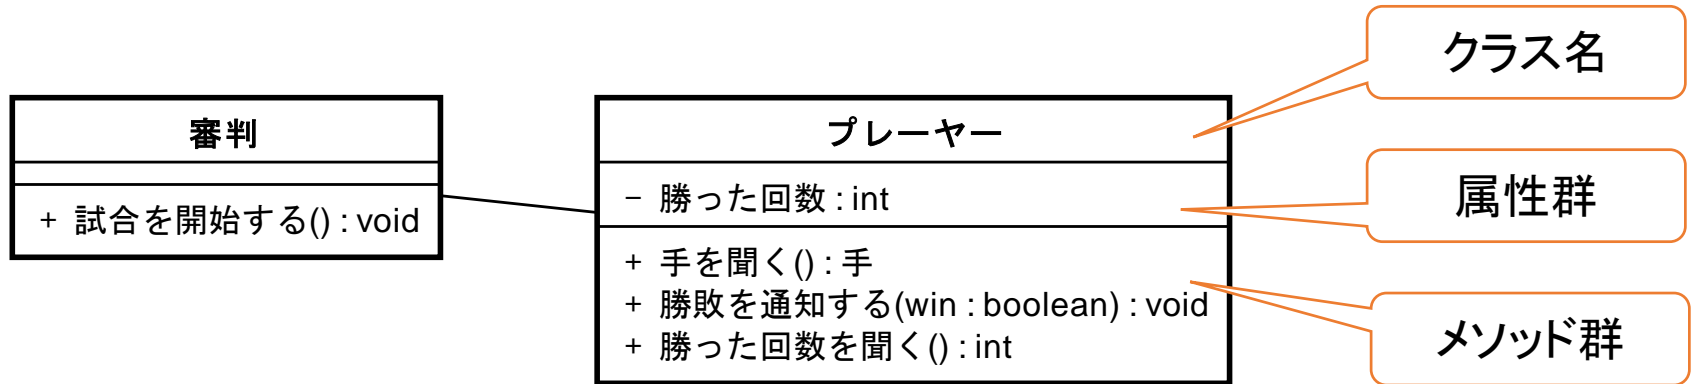 審判
+ 試合を開始する() : void
プレーヤー
− 勝った回数 : int
+ 手を聞く() : 手
+ 勝敗を通知する(win : boolean) : void
+ 勝った回数を聞く() : int
クラス名
属性群
メソッド群